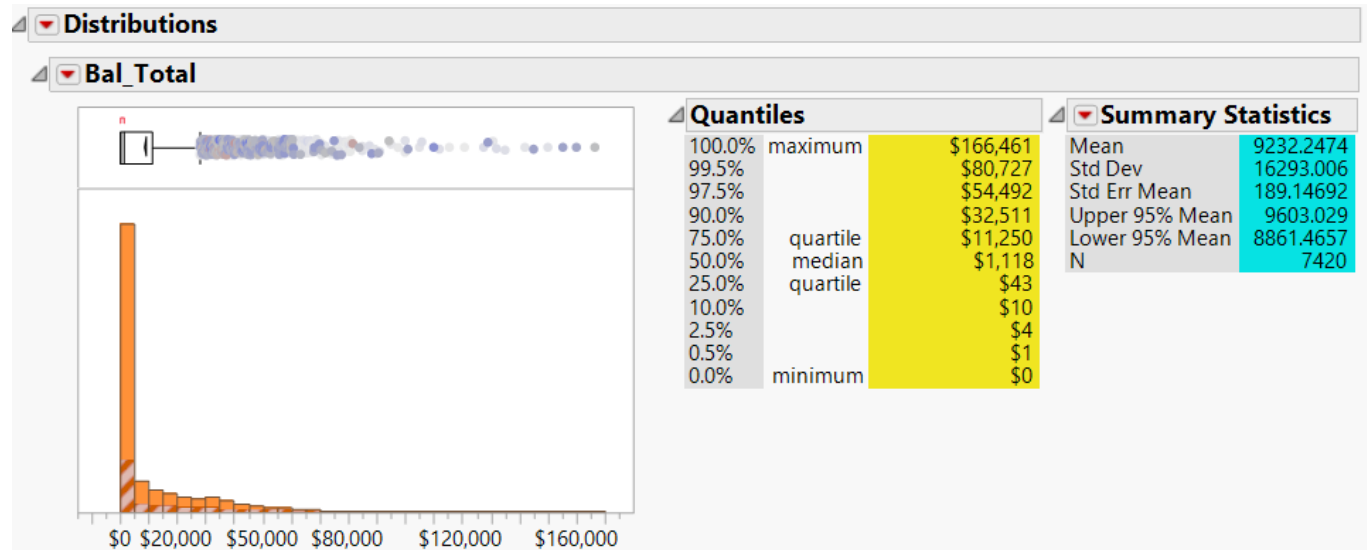 Distributions
Bal_Total
n
$0 $20,000 $50,000 $80,000 $120,000 $160,000
Quantiles
100.0% maximum $166,461
99.5% $80,727
97.5% $54,492
90.0% $32,511
75.0% quartile $11,250
50.0% median $1,118
25.0% quartile $43
10.0% $10
2.5% $4
0.5% $1
0.0% minimum $0
Summary Statistics
Mean 9232.2474
Std Dev 16293.006
Std Err Mean 189.14692
Upper 95% Mean 9603.029
Lower 95% Mean 8861.4657
N 7420